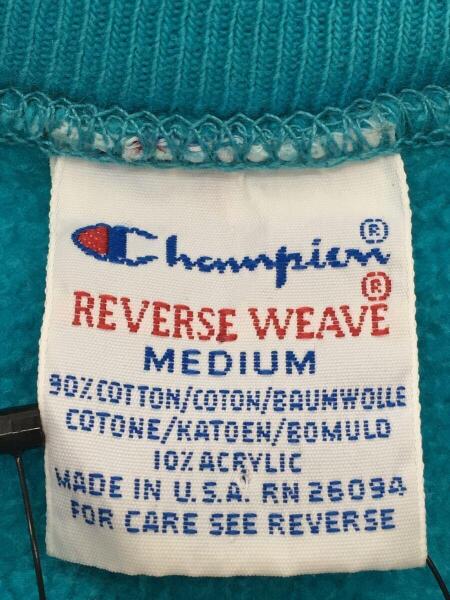 Champion®
REVERSE WEAVE®
MEDIUM
90% COTTON/COTON/BAUMWOLLE
COTONE/KATOEN/BOMULD
10% ACRYLIC
MADE IN U.S.A. RN 26094
FOR CARE SEE REVERSE